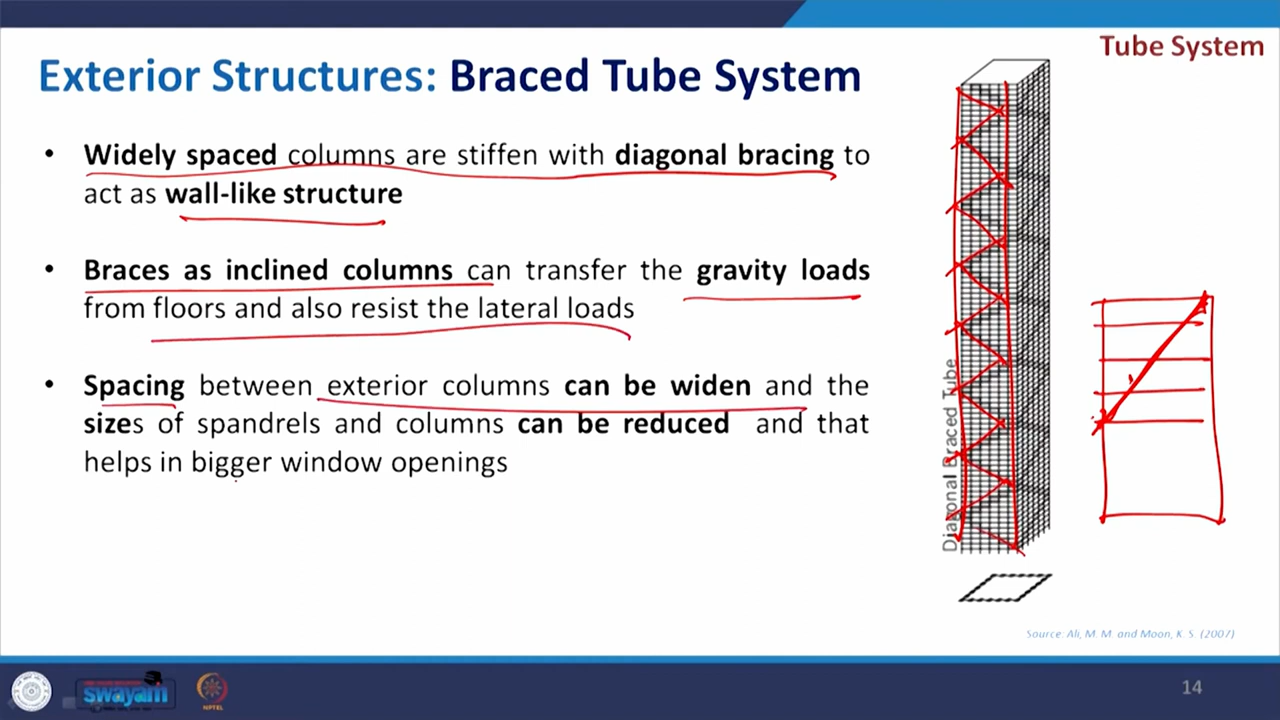 Tube System
Exterior Structures: Braced Tube System
• Widely spaced columns are stiffen with diagonal bracing to
act as wall-like structure
• Braces as inclined columns can transfer the gravity loads
from floors and also resist the lateral loads
• Spacing between exterior columns can be widen and the
sizes of spandrels and columns can be reduced and that
helps in bigger window openings
Diagonal Braced Tube
Source: Ali, M. M. and Moon, K. S. (2007)
swayam
NPTEL
14